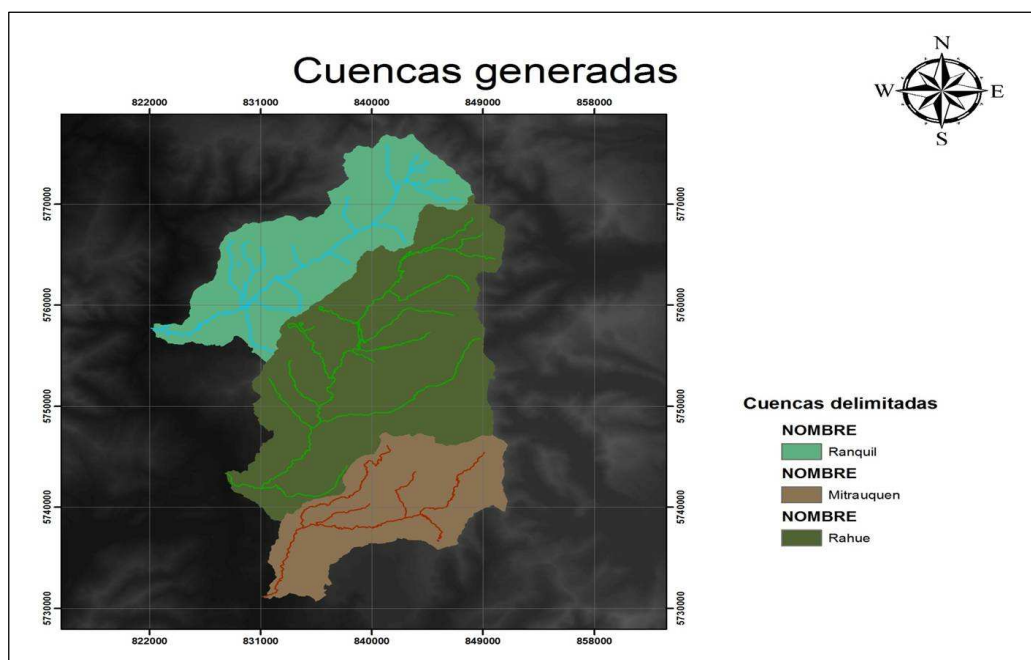 Cuencas generadas
N
W E
S
822000 831000 840000 849000 858000
5770000 5770000
5760000 5760000
5750000 5750000
5740000 5740000
5730000 5730000
822000 831000 840000 849000 858000
Cuencas delimitadas
NOMBRE
Ranquil
NOMBRE
Mitrauquen
NOMBRE
Rahue